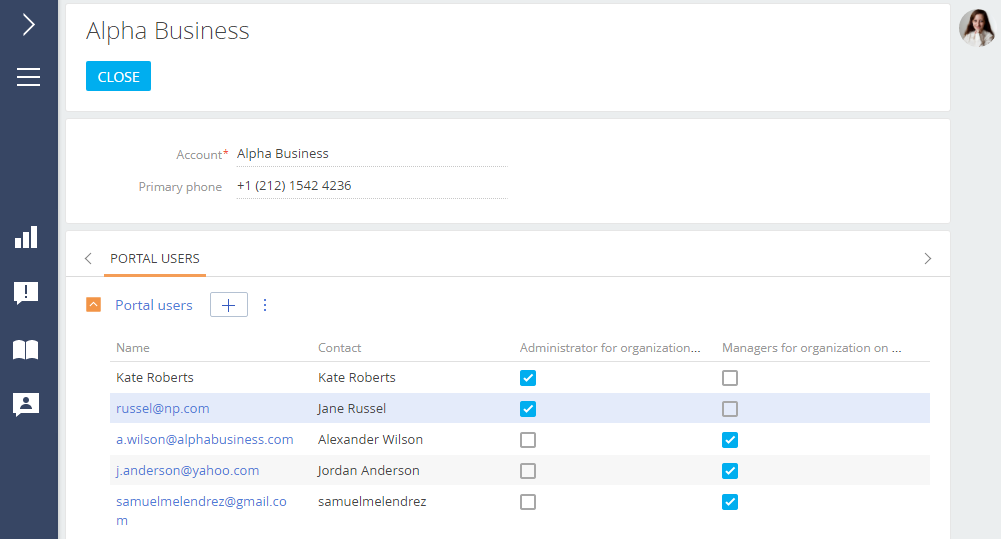 Alpha Business
CLOSE
Account* Alpha Business
Primary phone +1 (212) 1542 4236
PORTAL USERS
Portal users
Name Contact Administrator for organization... Managers for organization on ...
Kate Roberts Kate Roberts
russel@np.com Jane Russel
a.wilson@alphabusiness.com Alexander Wilson
j.anderson@yahoo.com Jordan Anderson
samuelmelendrez@gmail.co samuelmelendrez
m